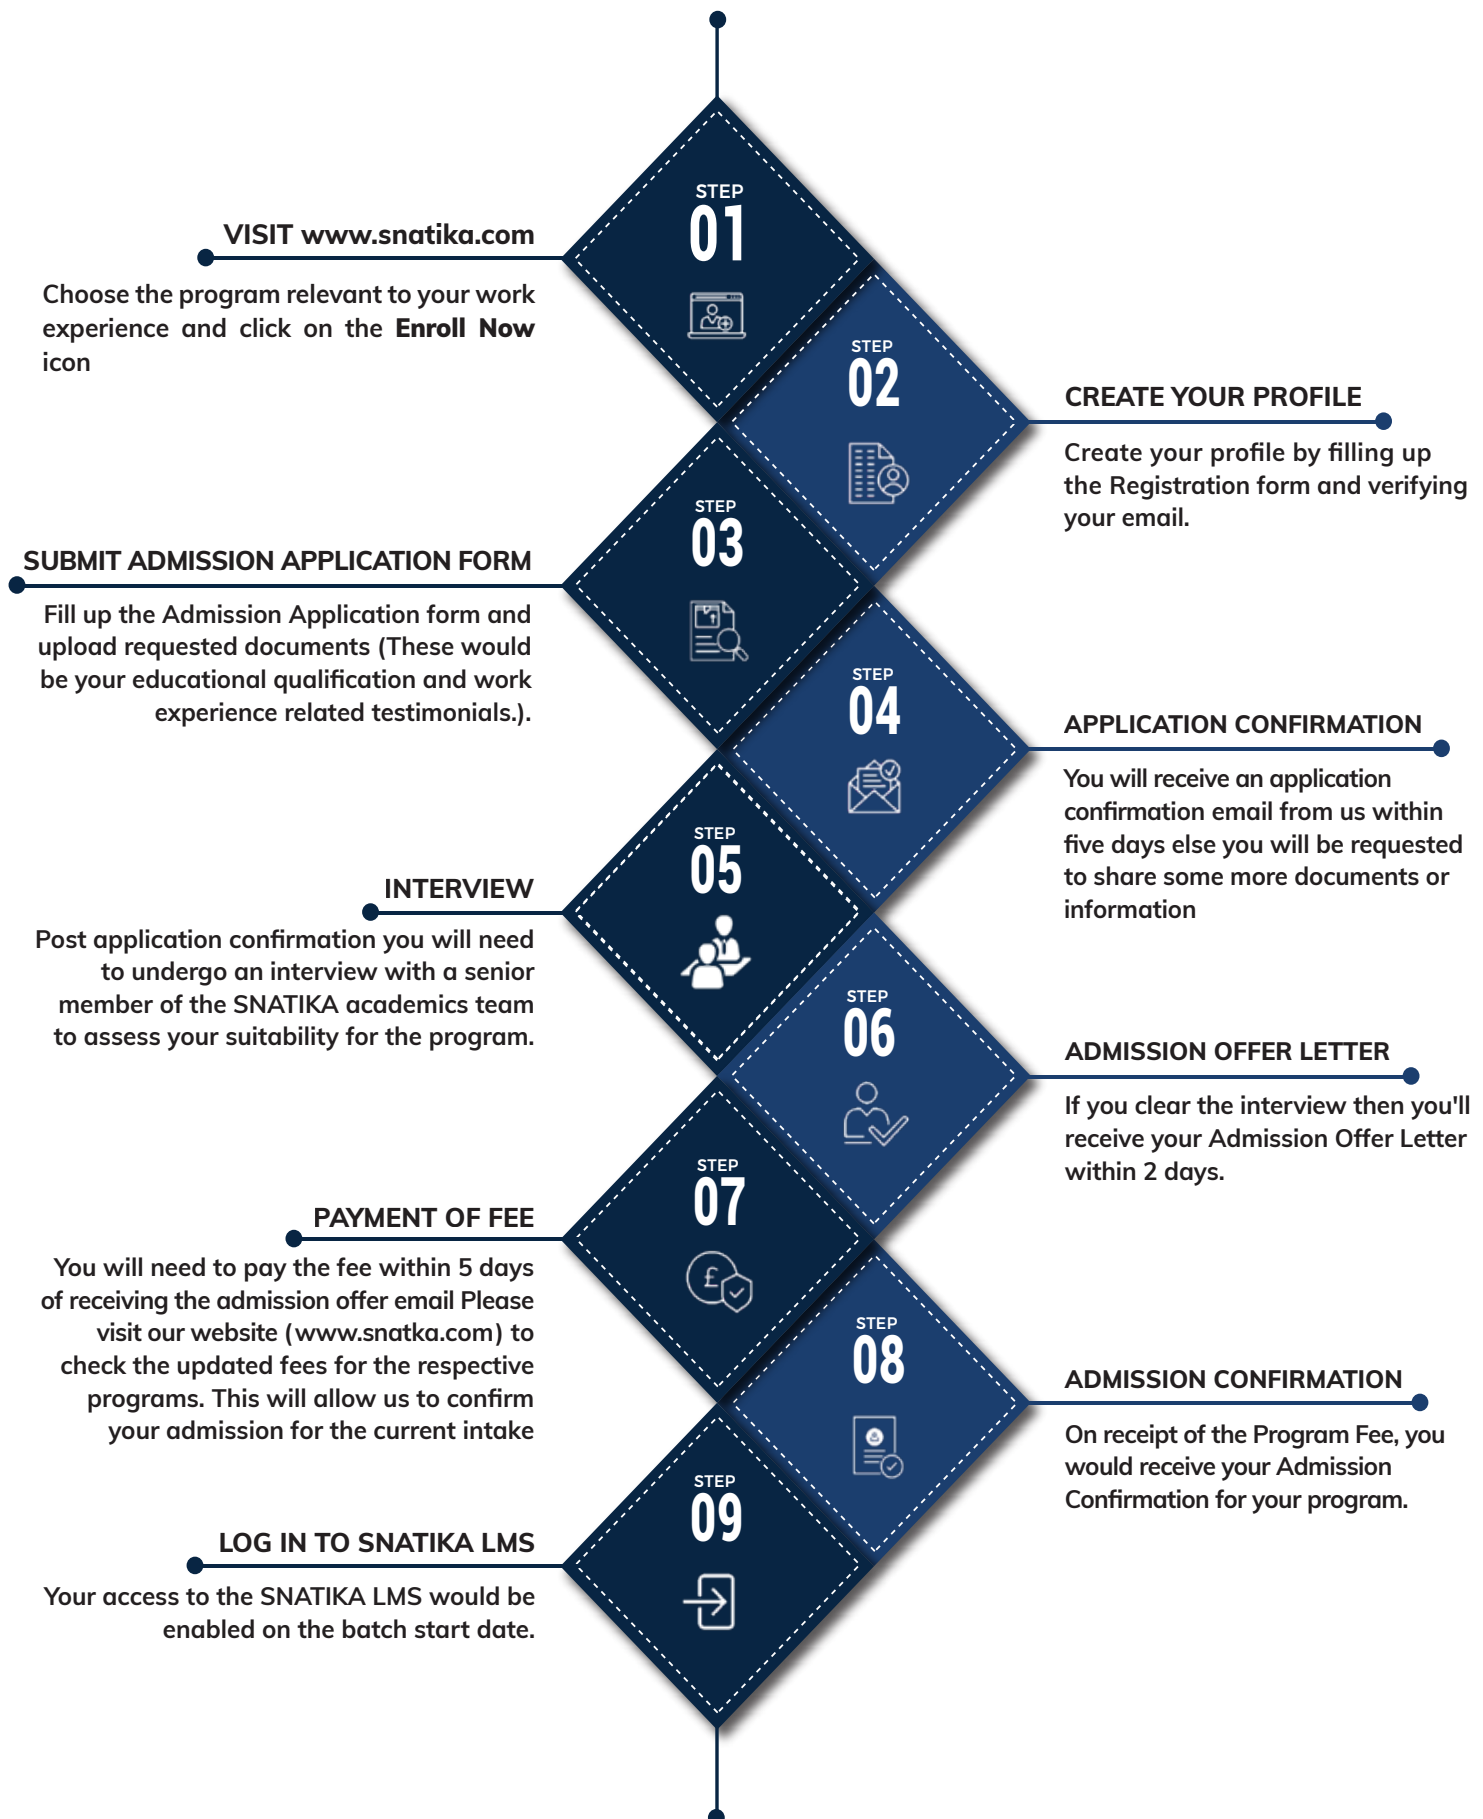 STEP
01
VISIT www.snatika.com
Choose the program relevant to your work
experience and click on the Enroll Now
icon
STEP
02
CREATE YOUR PROFILE
Create your profile by filling up
the Registration form and verifying
your email.
STEP
03
SUBMIT ADMISSION APPLICATION FORM
Fill up the Admission Application form and
upload requested documents (These would
be your educational qualification and work
experience related testimonials.).
STEP
04
APPLICATION CONFIRMATION
You will receive an application
confirmation email from us within
five days else you will be requested
to share some more documents or
information
STEP
05
INTERVIEW
Post application confirmation you will need
to undergo an interview with a senior
member of the SNATIKA academics team
to assess your suitability for the program.
STEP
06
ADMISSION OFFER LETTER
If you clear the interview then you'll
receive your Admission Offer Letter
within 2 days.
STEP
07
£
PAYMENT OF FEE
You will need to pay the fee within 5 days
of receiving the admission offer email Please
visit our website (www.snatka.com) to
check the updated fees for the respective
programs. This will allow us to confirm
your admission for the current intake
STEP
08
ADMISSION CONFIRMATION
On receipt of the Program Fee, you
would receive your Admission
Confirmation for your program.
STEP
09
LOG IN TO SNATIKA LMS
Your access to the SNATIKA LMS would be
enabled on the batch start date.